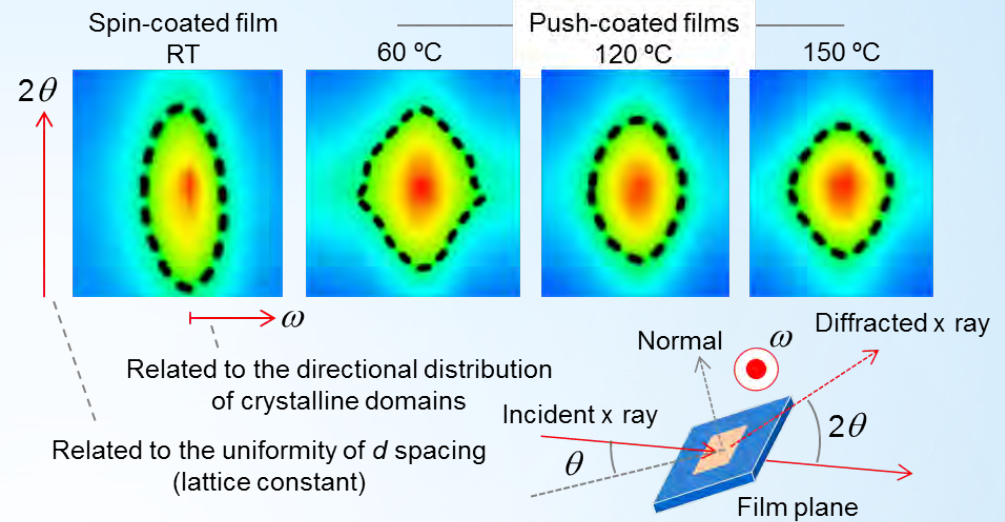 Spin-coated film
RT
Push-coated films
60 ºC
120 ºC
150 ºC
2θ
ω
Related to the directional distribution
of crystalline domains
Related to the uniformity of d spacing
(lattice constant)
Normal
ω
Diffracted x ray
Incident x ray
θ
2θ
Film plane